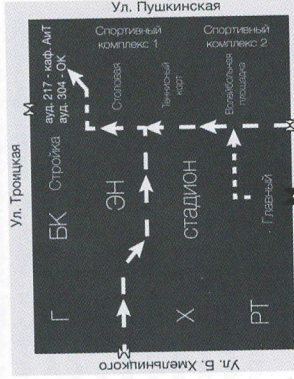 Ул. Пушкинская
Ул. Троицкая
ауд. 217 - каф. АиТ
ауд. 304 - ОК
Спортивный
комплекс 1
Спортивный
комплекс 2
Столовая
Теннисный
корт
Волейбольная
площадка
БК
Стройка
ЭН
СТАДИОН
Главный
Г
Х
РТ
Ул. Б. Хмельницкого